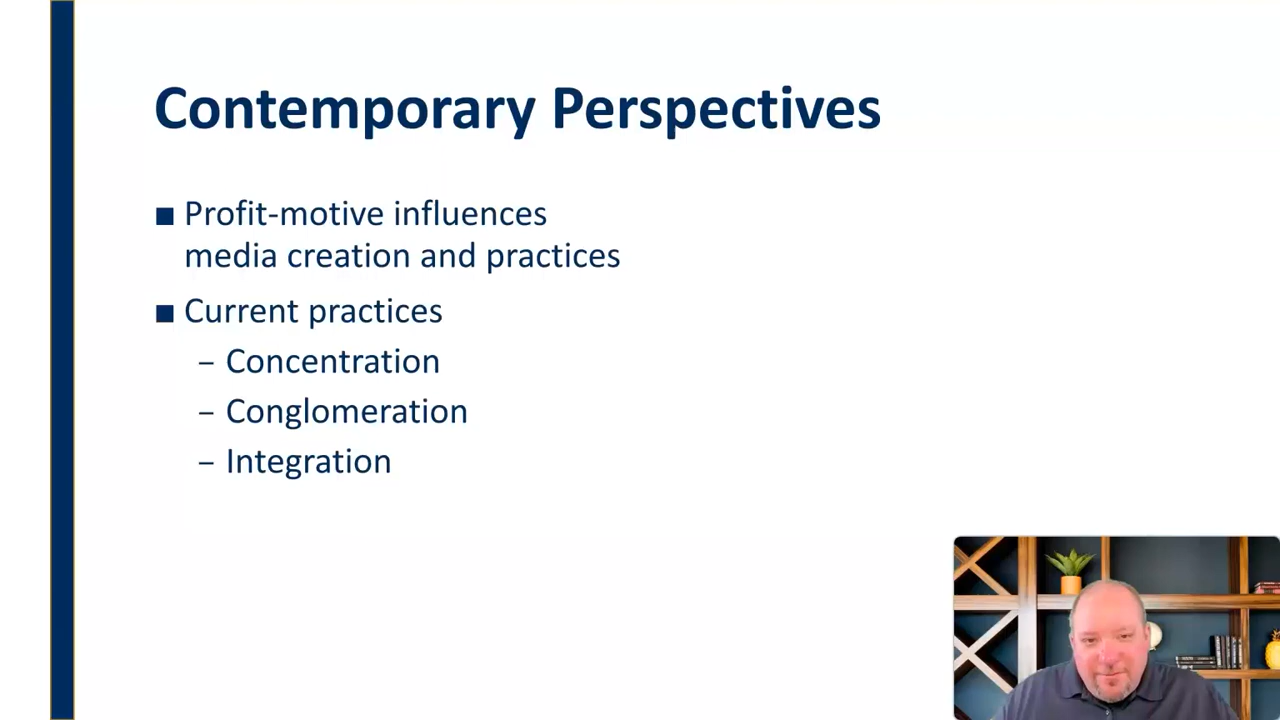 Contemporary Perspectives
■ Profit-motive influences
media creation and practices
■ Current practices
– Concentration
– Conglomeration
– Integration